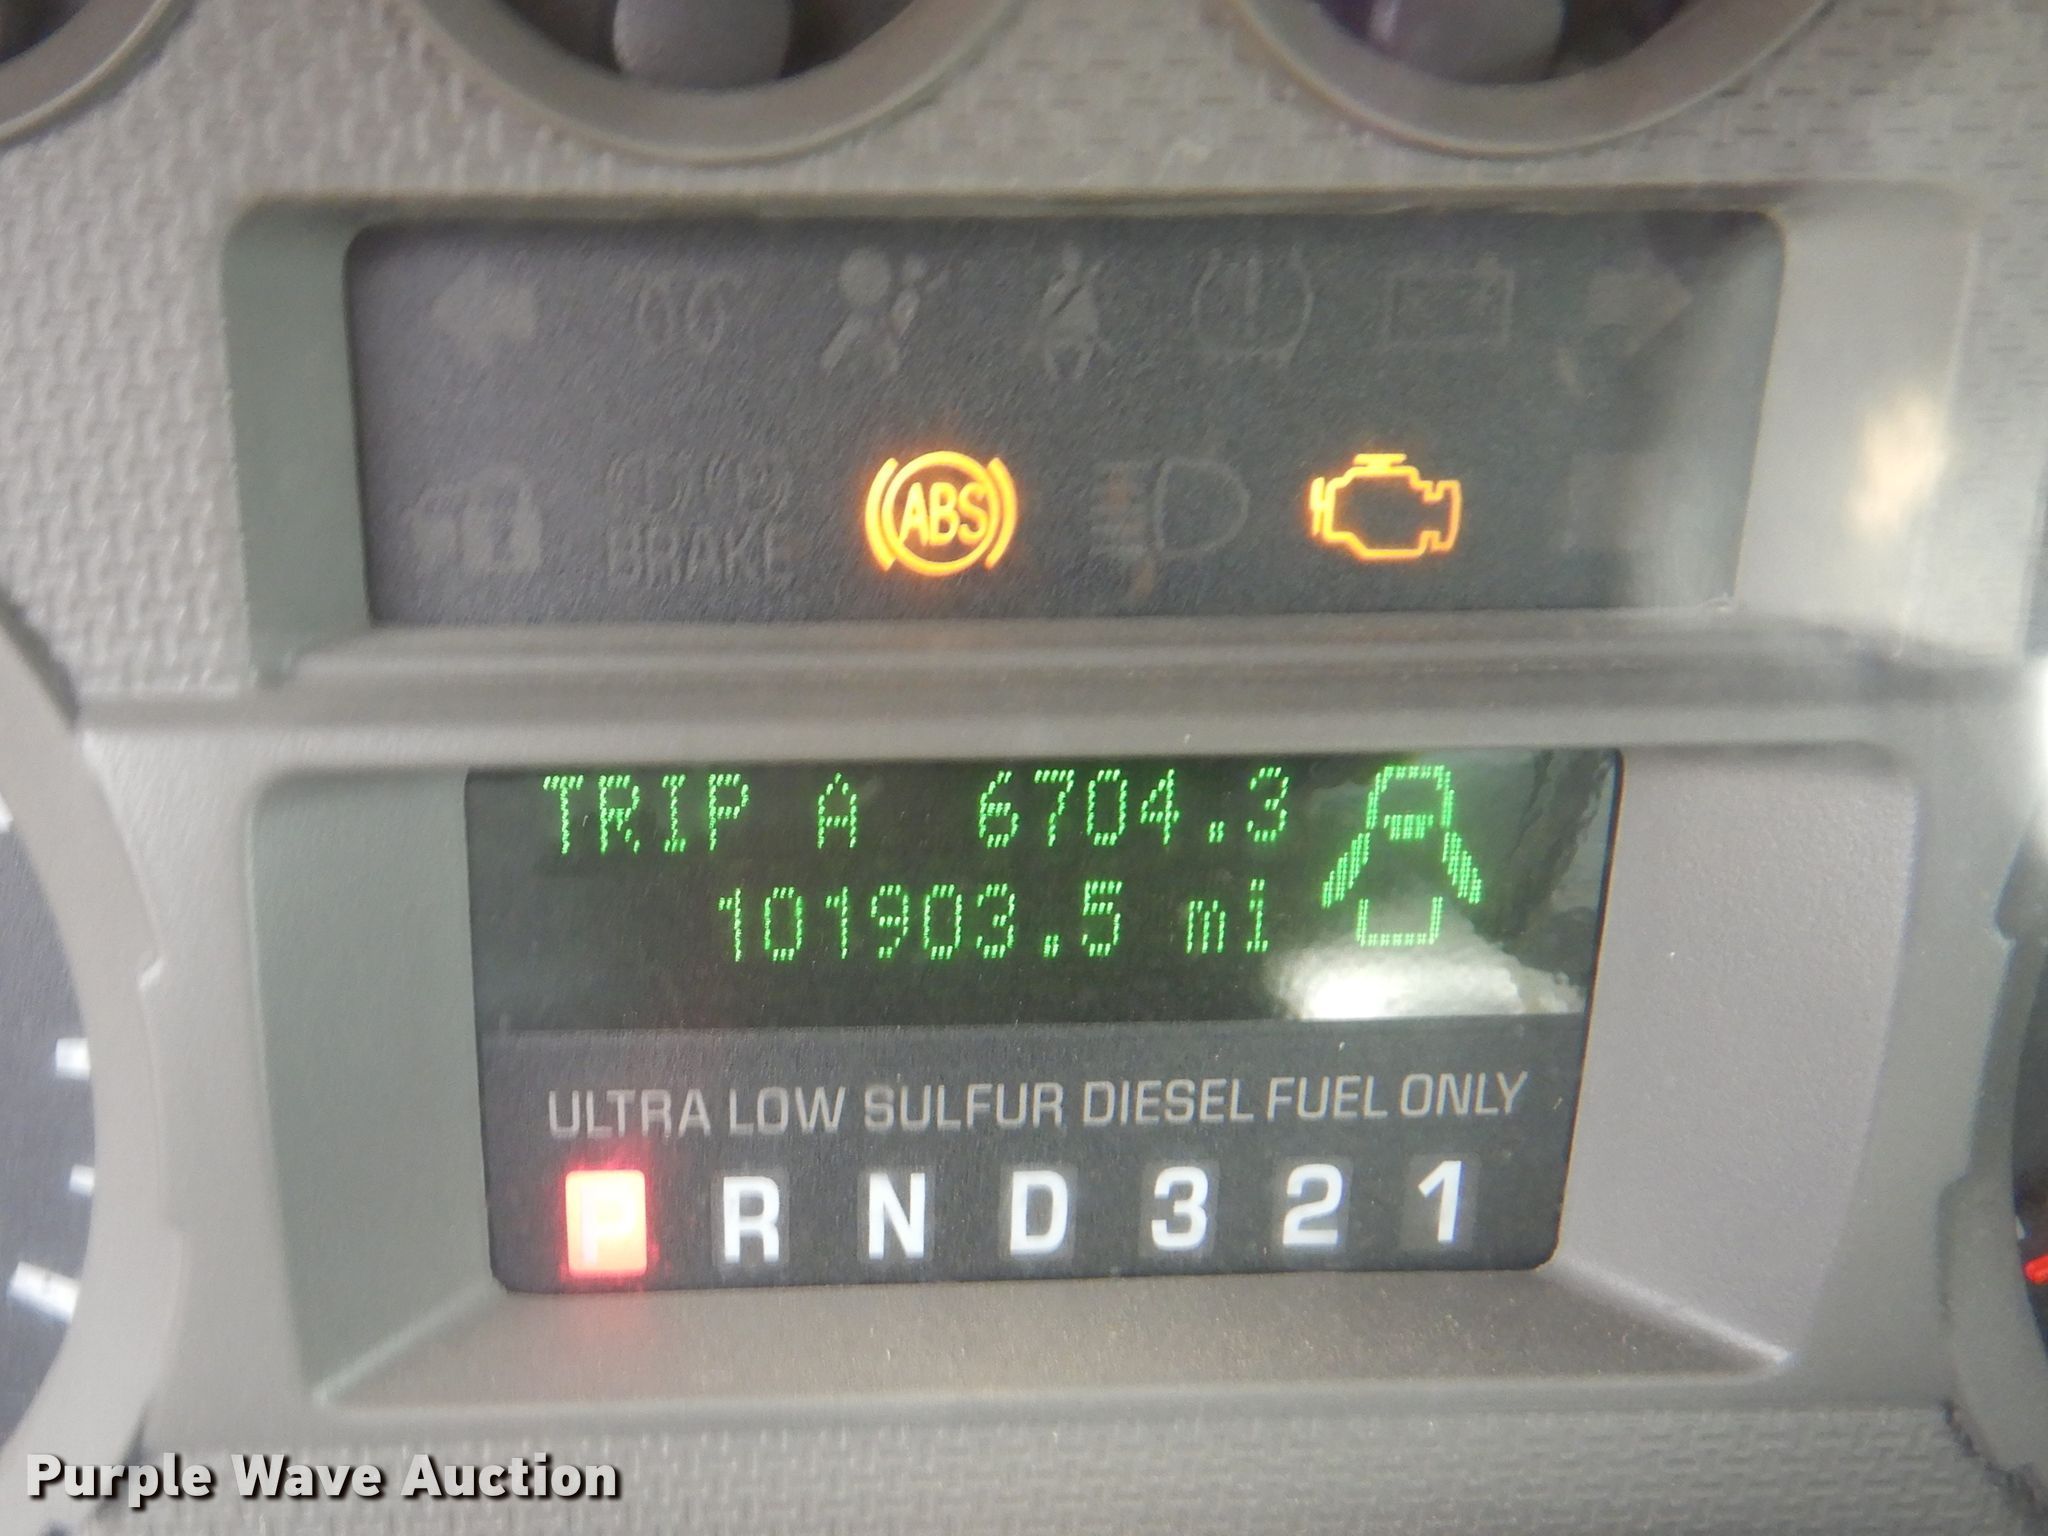 BRAKE
ABS
TRIP A 6704.3
101903.5 mi
ULTRA LOW SULFUR DIESEL FUEL ONLY
P R N D 3 2 1
Purple Wave Auction